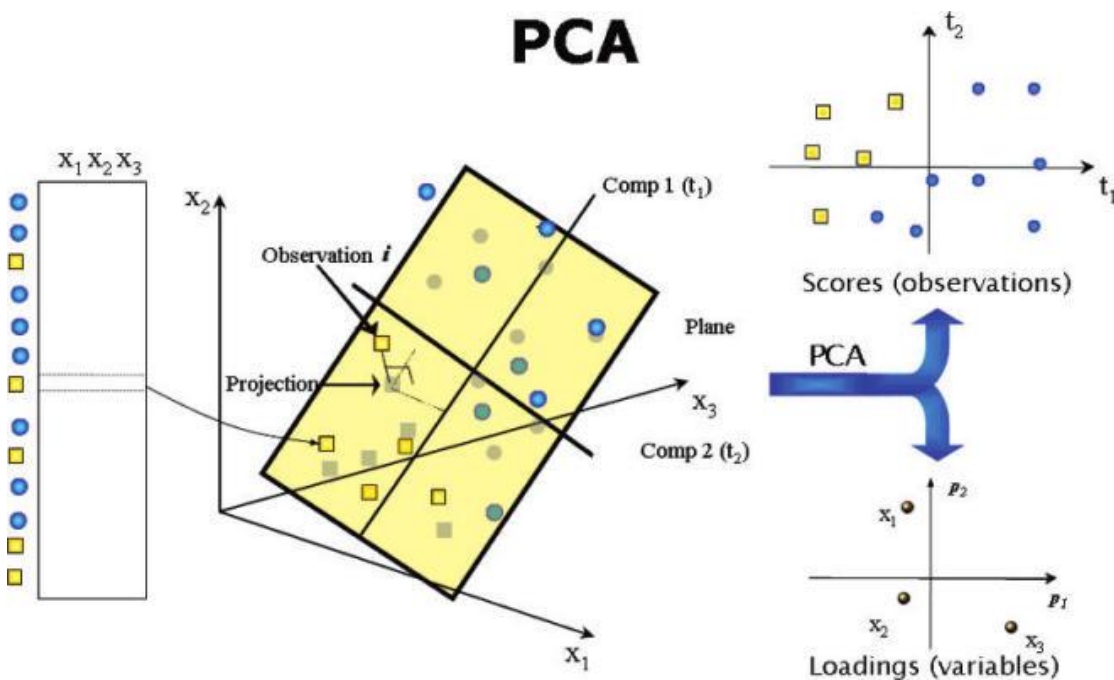 PCA
x₁ x₂ x₃
x₂
Observation i
Projection
Comp 1 (t₁)
Plane
x₃
Comp 2 (t₂)
x₁
t₂
t₁
Scores (observations)
PCA
p₂
x₁
p₁
x₂
x₃
Loadings (variables)